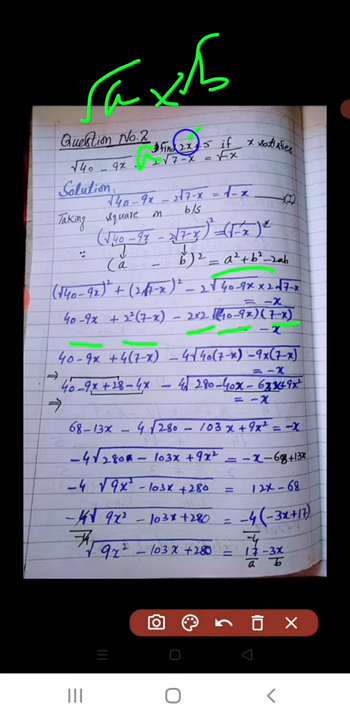 √a × √b
Question No. 2 find 2x + 5 if x satisfies
√40 - 9x - 2√7-x = √-x
Solution:
√40-9x - 2√7-x = √-x
Taking square on b/s
(√40-9x - 2√7-x)² = (√-x)²
∵ (a - b)² = a² + b² - 2ab
(√40-9x)² + (2√7-x)² - 2√40-9x × 2√7-x
= -x
40-9x + 2²(7-x) - 2×2√(40-9x)(7-x)
= -x
40-9x + 4(7-x) - 4√40(7-x) -9x(7-x)
= -x
⇒ 40-9x+28-4x - 4√280-40x-63x+9x²
⇒ = -x
68-13x - 4√280 - 103x + 9x² = -x
-4√280 - 103x + 9x² = -x-68+13x
-4 √9x² - 103x + 280 = 12x - 68
-4√9x² - 103x + 280 = -4(-3x+17)
-4 -4
√9x² - 103x + 280 = 17-3x
a b